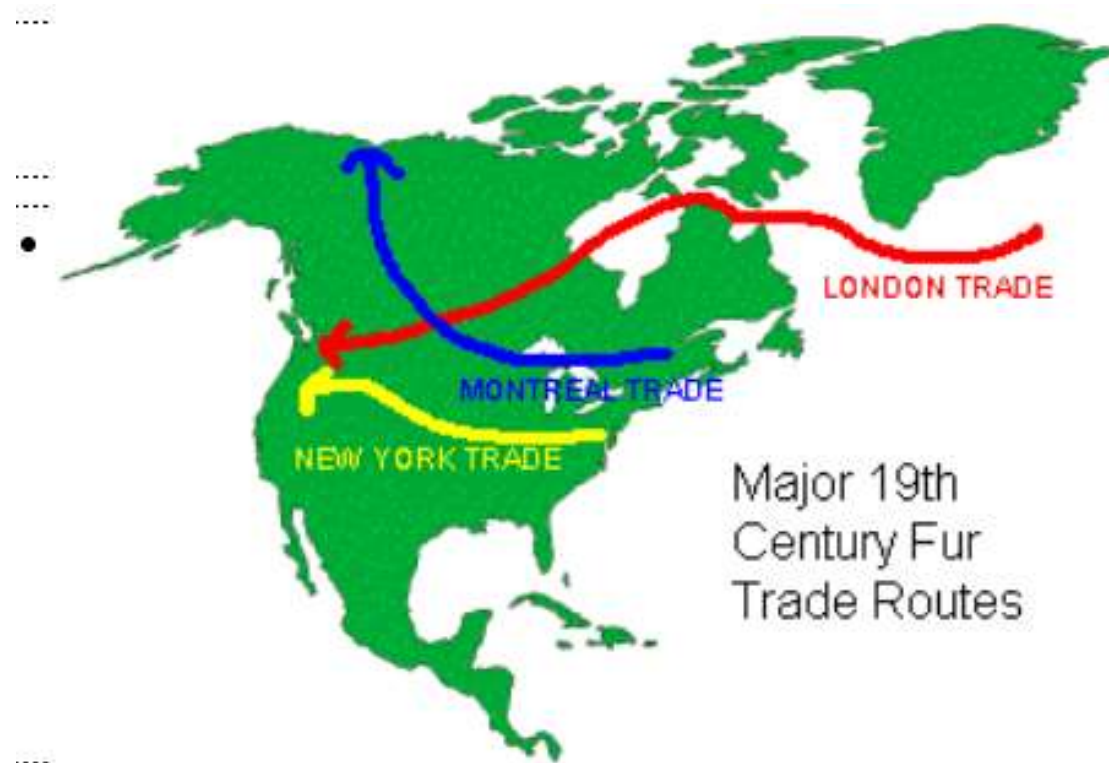 LONDON TRADE
MONTREAL TRADE
NEW YORK TRADE
Major 19th
Century Fur
Trade Routes